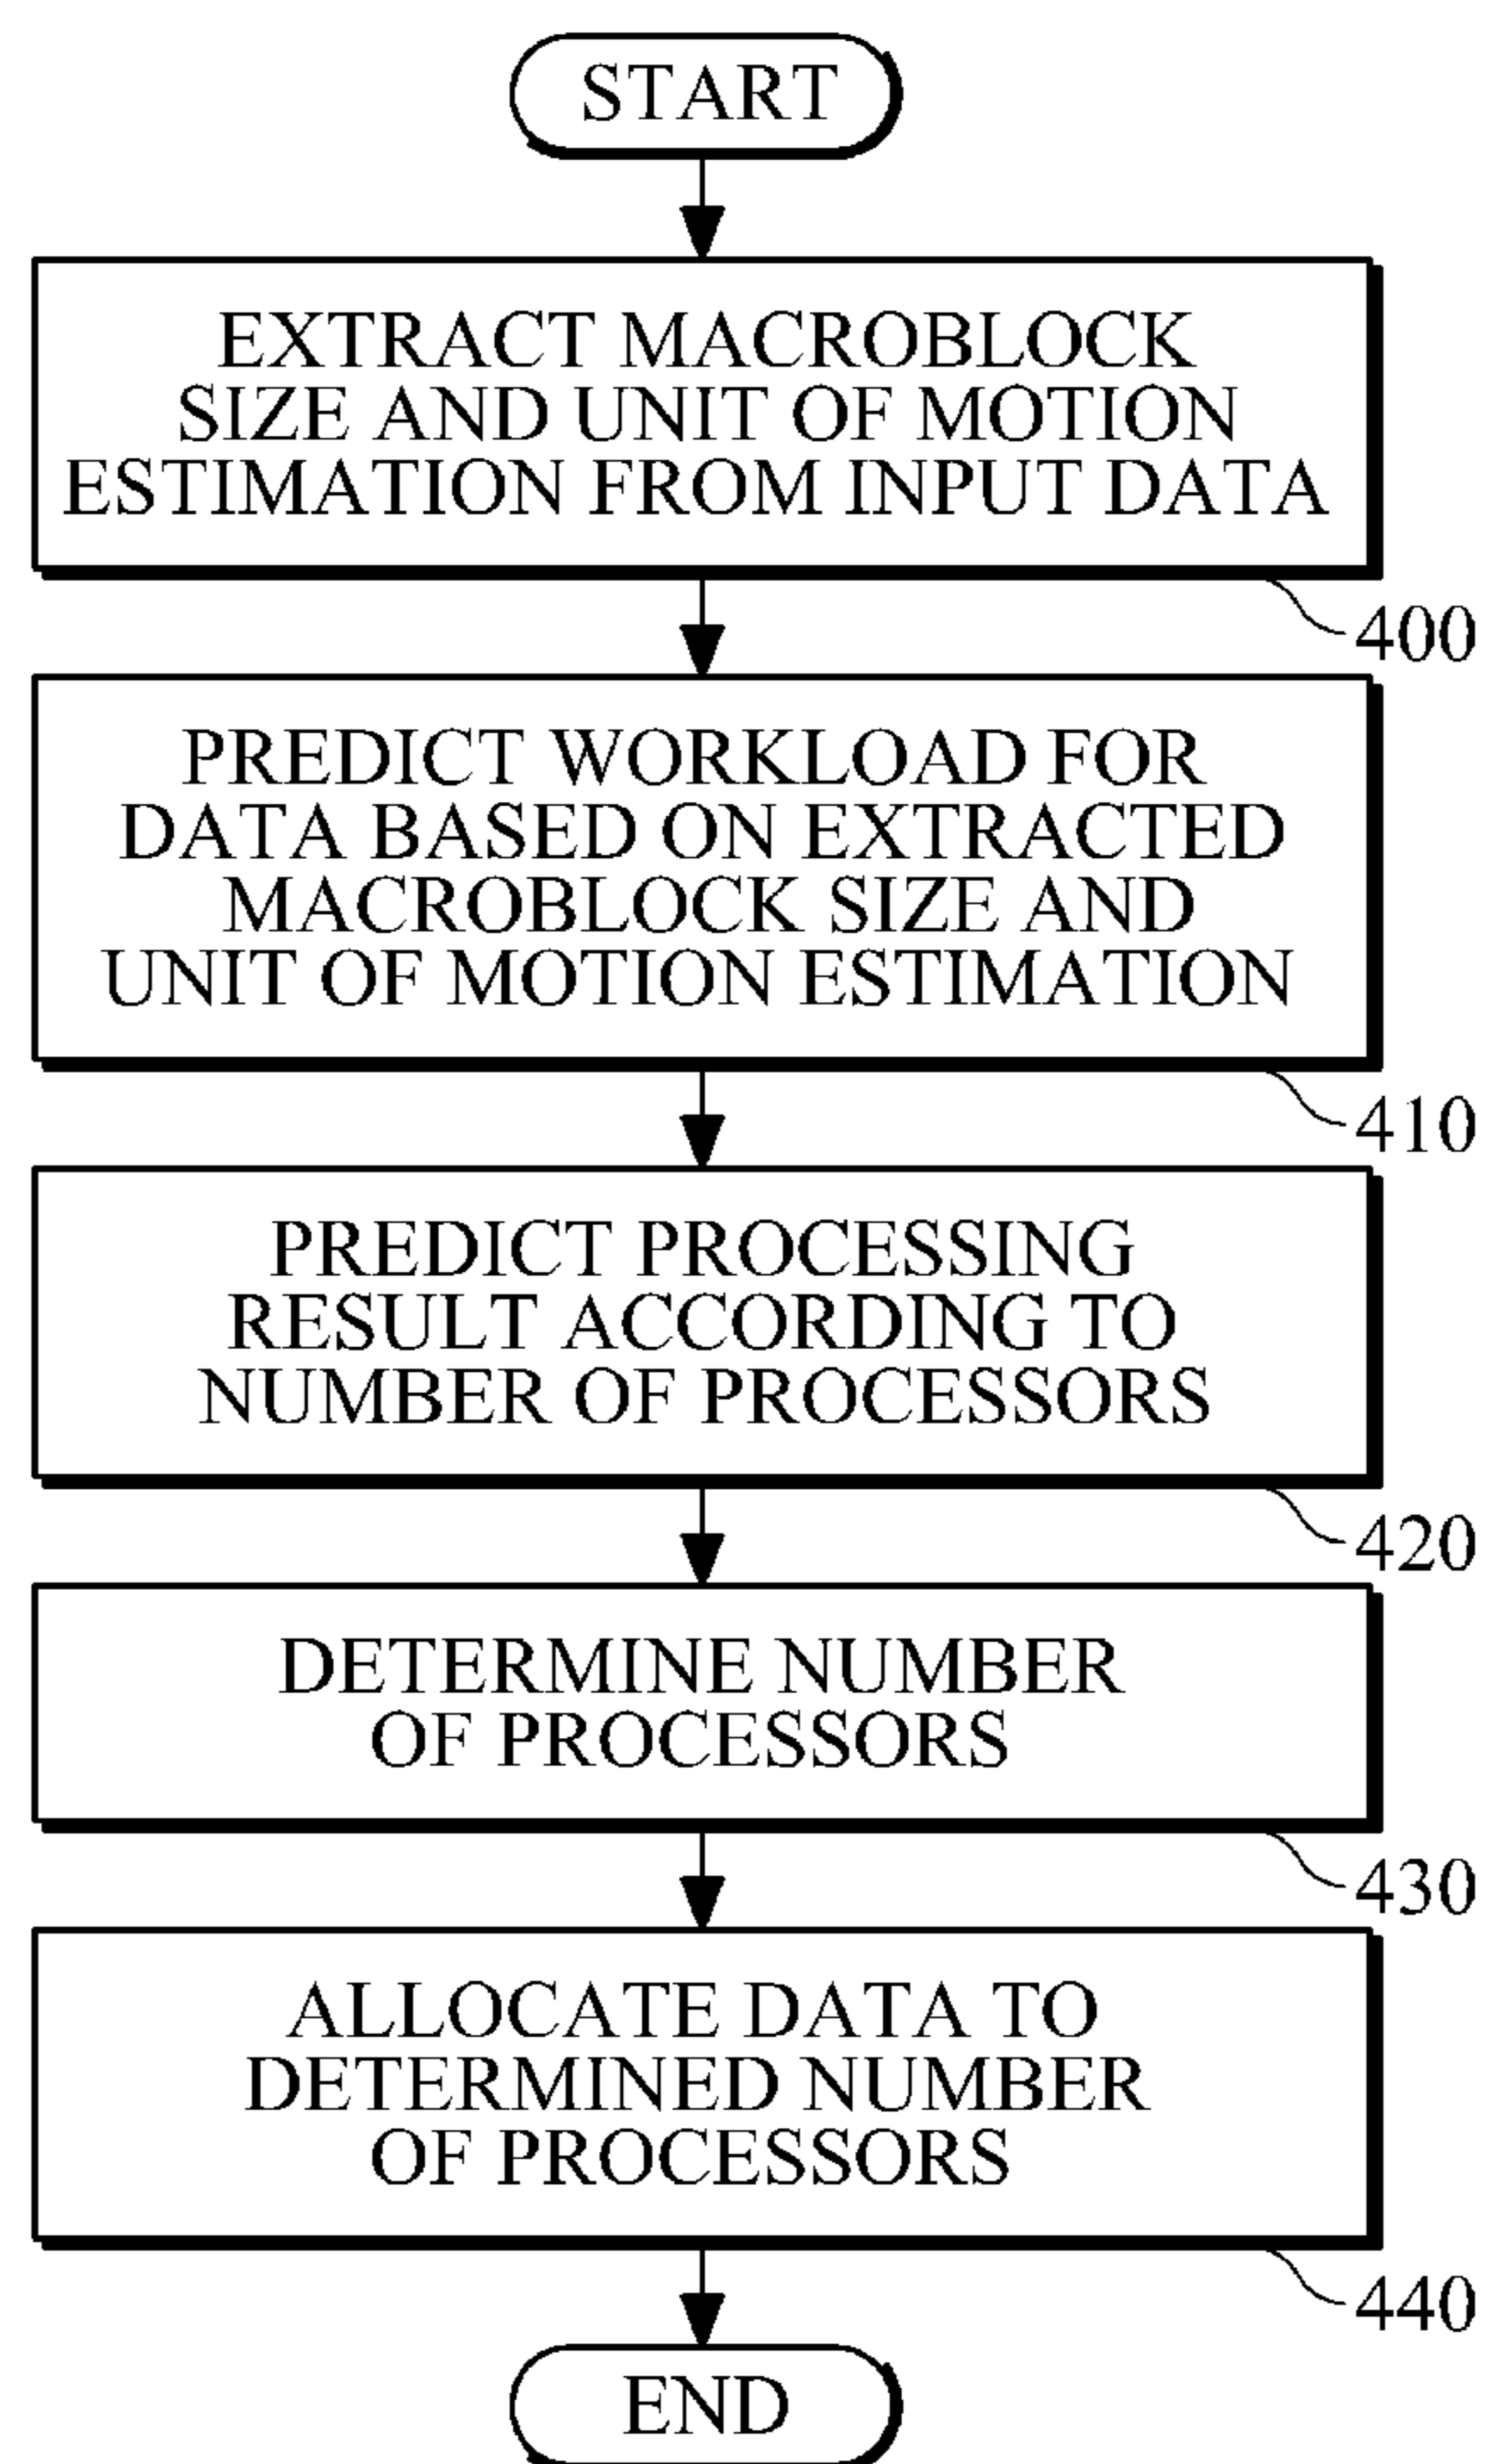 START
EXTRACT MACROBLOCK
SIZE AND UNIT OF MOTION
ESTIMATION FROM INPUT DATA
400
PREDICT WORKLOAD FOR
DATA BASED ON EXTRACTED
MACROBLOCK SIZE AND
UNIT OF MOTION ESTIMATION
410
PREDICT PROCESSING
RESULT ACCORDING TO
NUMBER OF PROCESSORS
420
DETERMINE NUMBER
OF PROCESSORS
430
ALLOCATE DATA TO
DETERMINED NUMBER
OF PROCESSORS
440
END